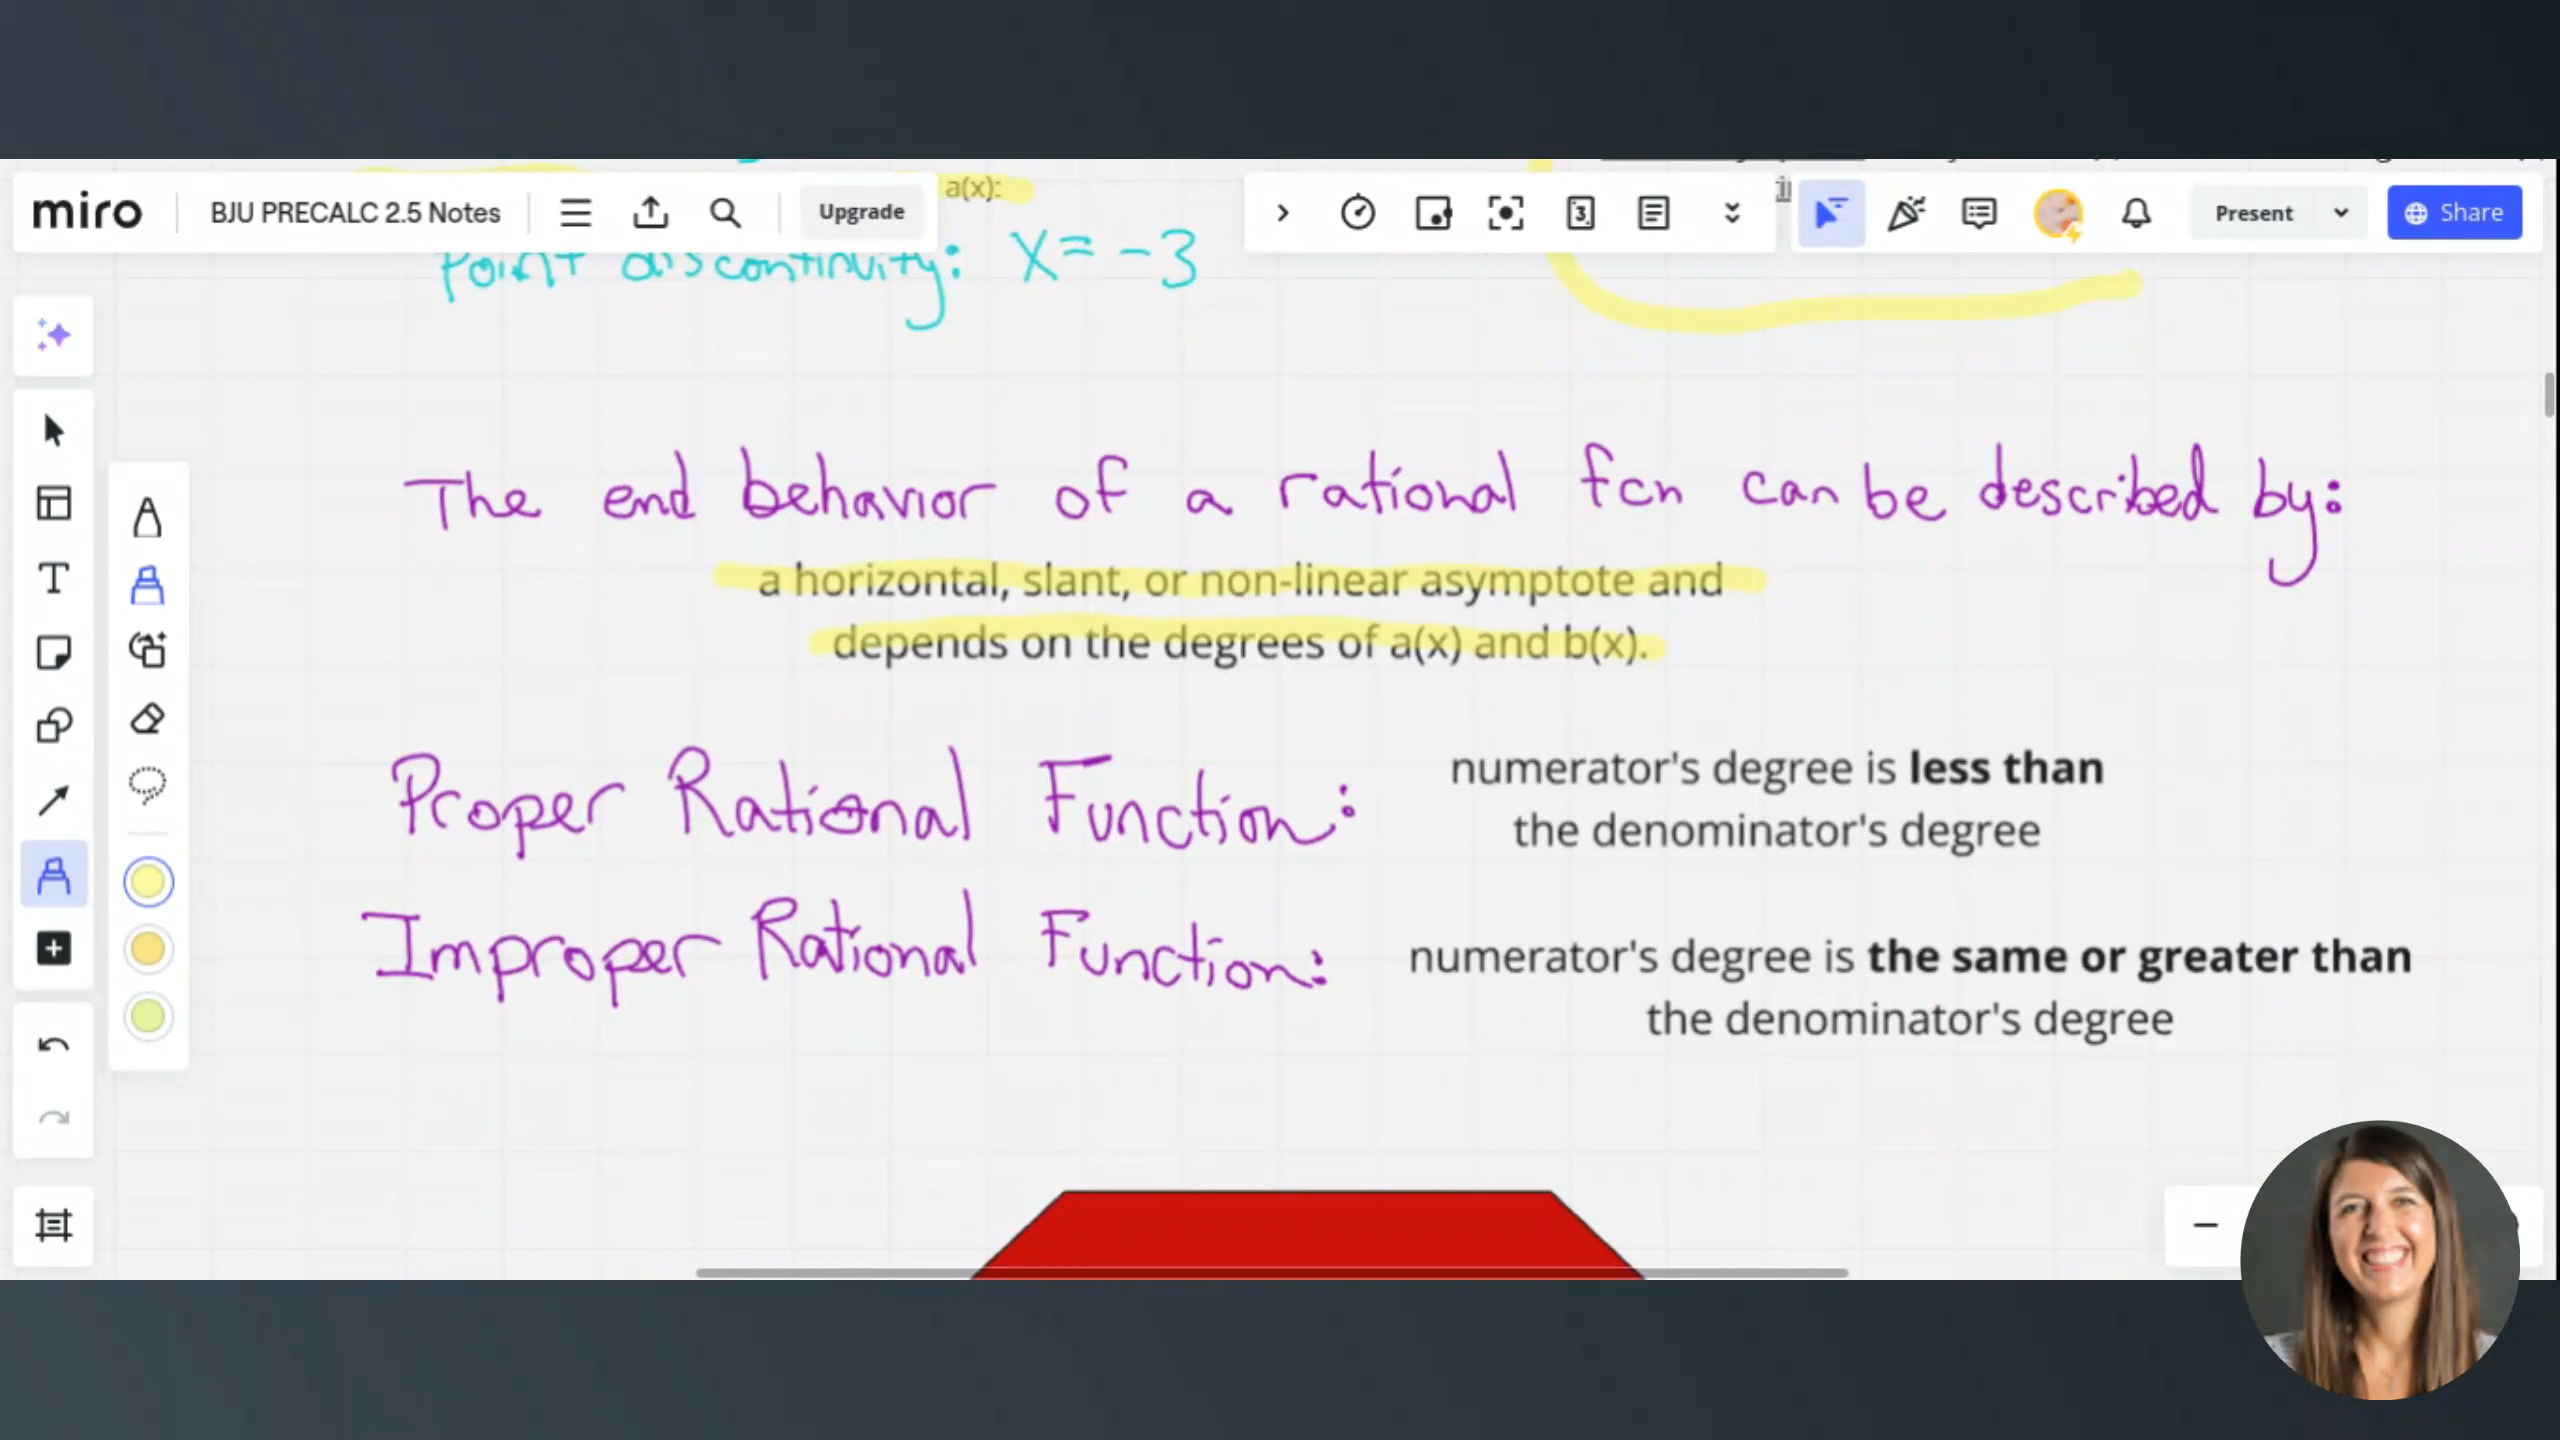 miro
BJU PRECALC 2.5 Notes
Upgrade
a(x):
3
Present
Share
Point discontinuity: x = -3
The end behavior of a rational fcn can be described by:
a horizontal, slant, or non-linear asymptote and
depends on the degrees of a(x) and b(x).
Proper Rational Function:
numerator's degree is less than
the denominator's degree
Improper Rational Function:
numerator's degree is the same or greater than
the denominator's degree